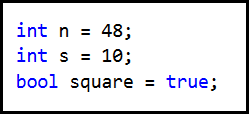 int n = 48;
int s = 10;
bool square = true;